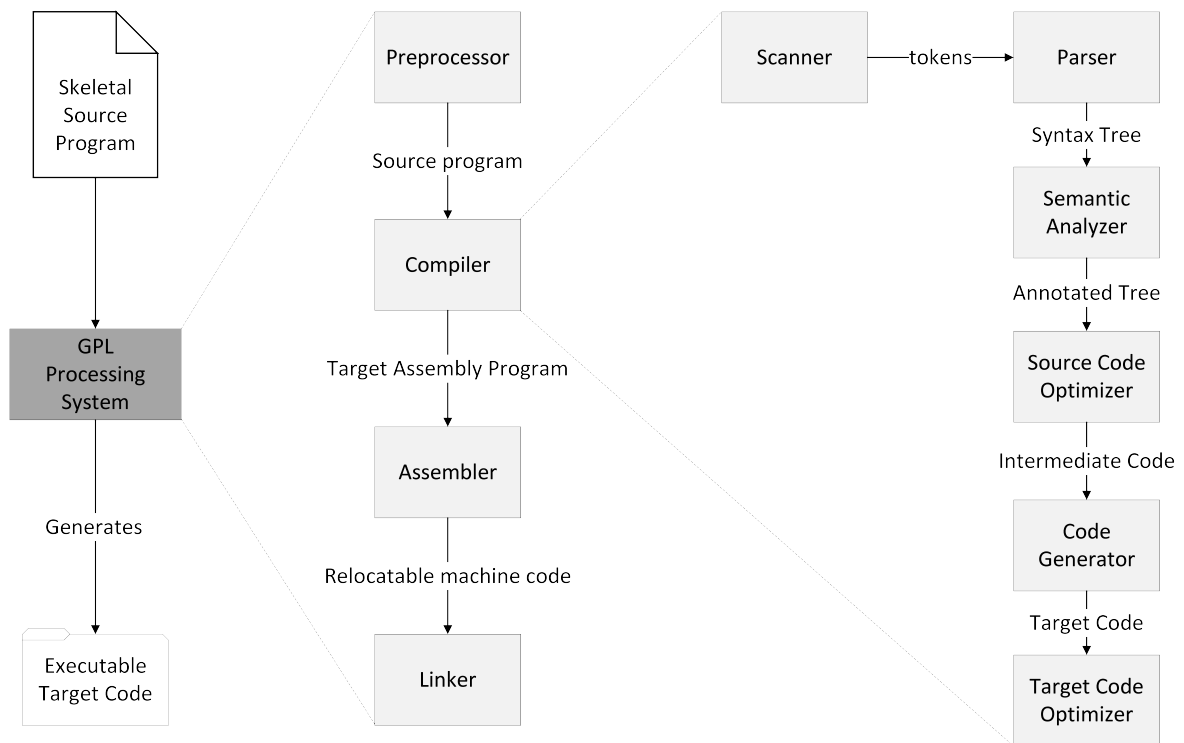 Skeletal
Source
Program
GPL
Processing
System
Generates
Executable
Target Code
Preprocessor
Source program
Compiler
Target Assembly Program
Assembler
Relocatable machine code
Linker
Scanner
tokens
Parser
Syntax Tree
Semantic
Analyzer
Annotated Tree
Source Code
Optimizer
Intermediate Code
Code
Generator
Target Code
Target Code
Optimizer